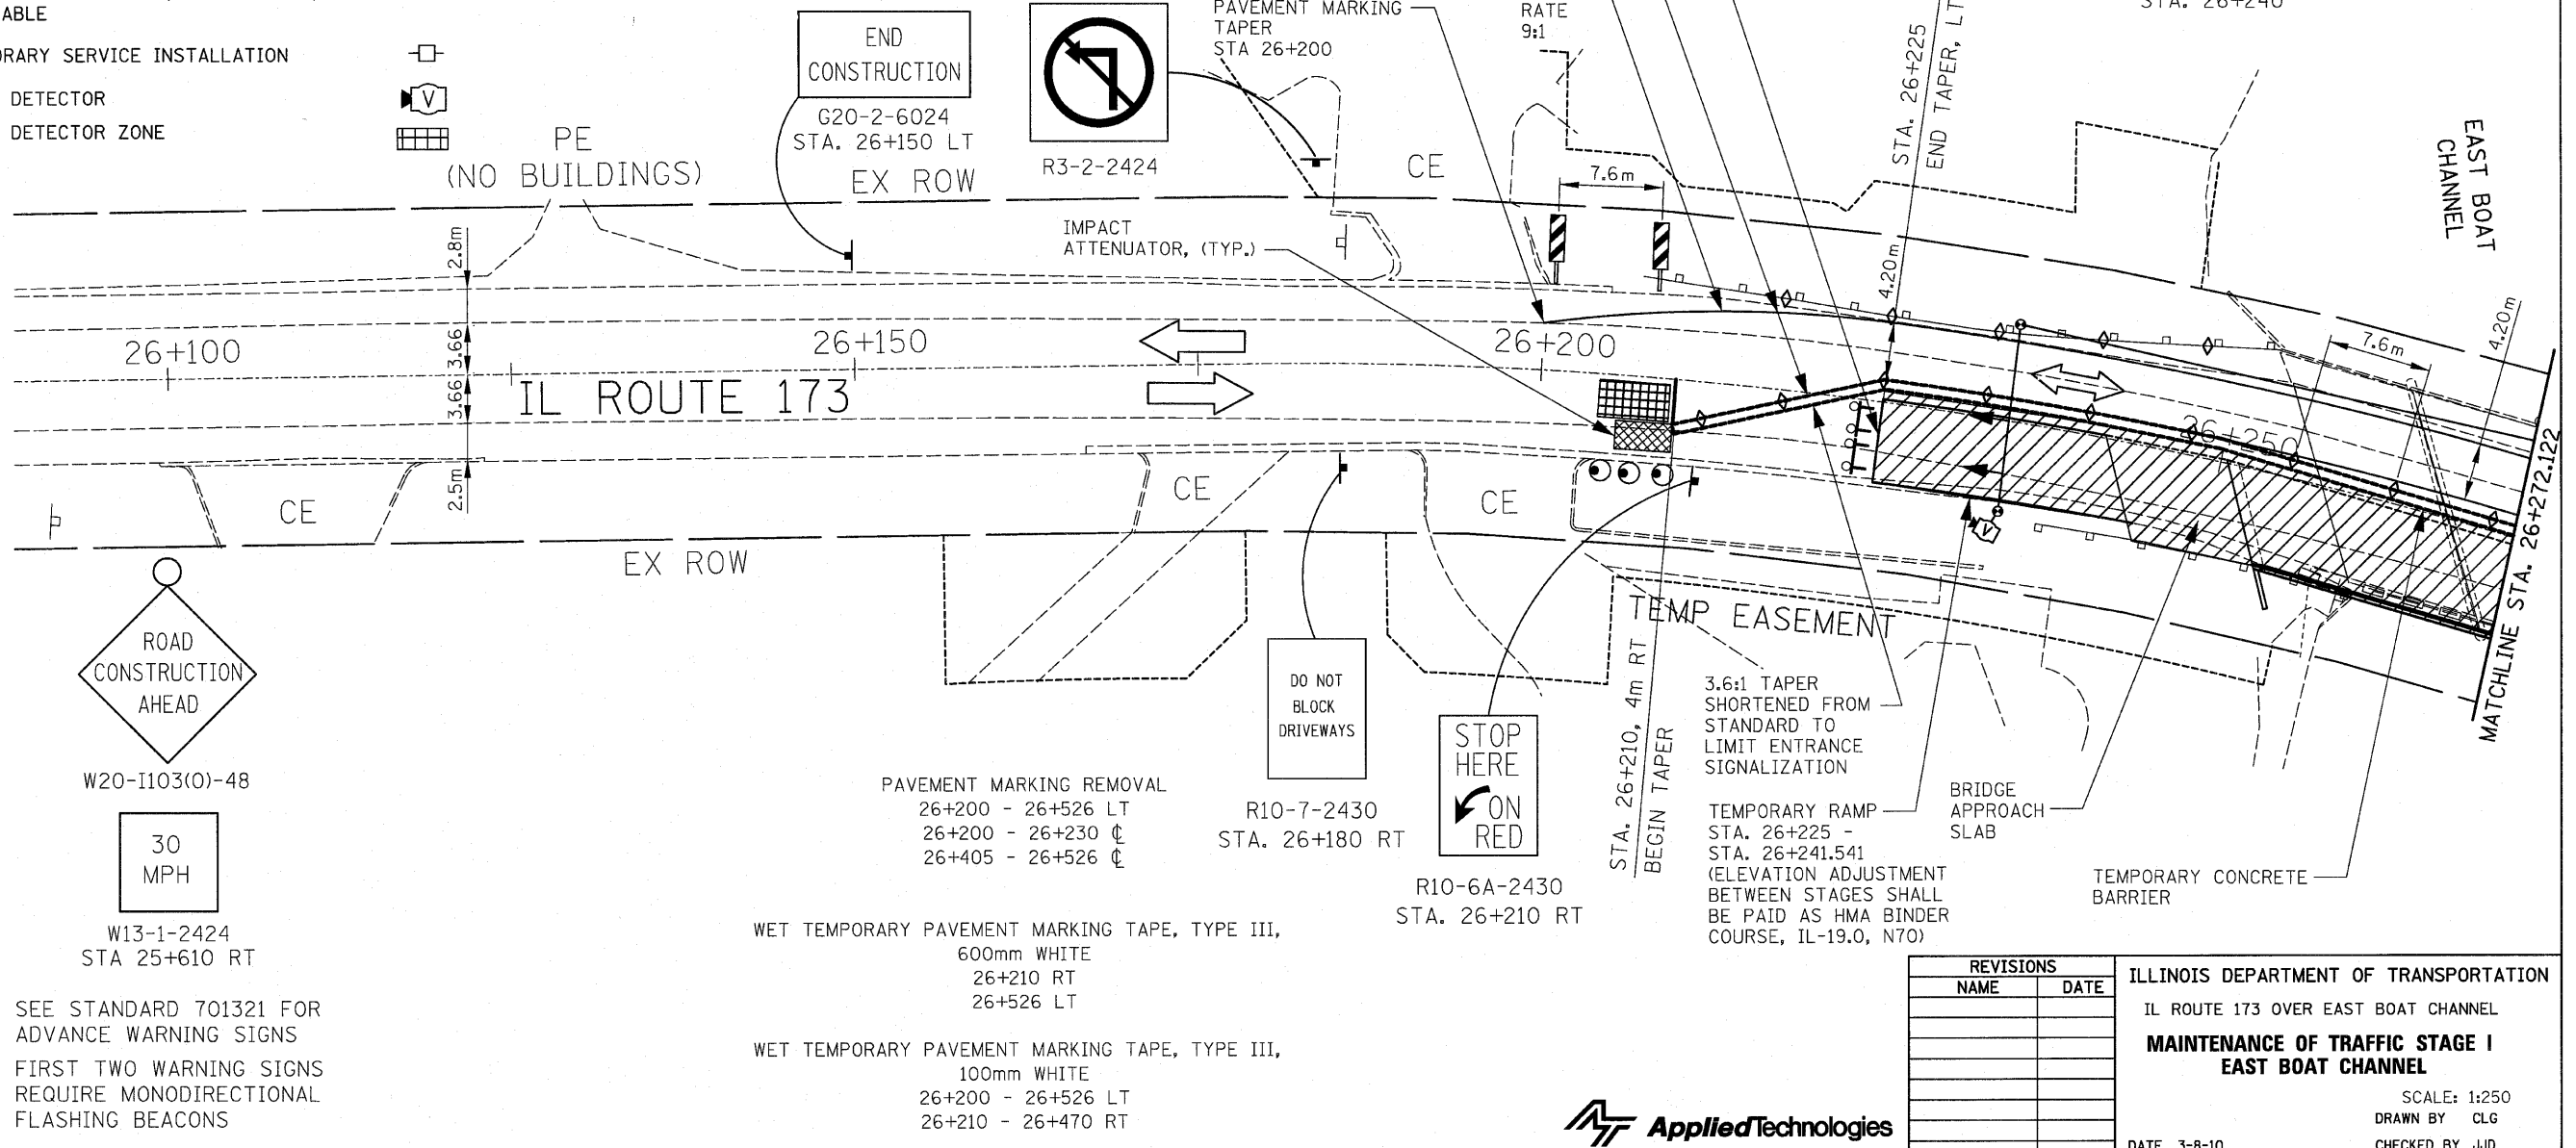 ABLE
ORARY SERVICE INSTALLATION
DETECTOR
V
DETECTOR ZONE
PE
(NO BUILDINGS)
END
CONSTRUCTION
G20-2-6024
STA. 26+150 LT
EX ROW
R3-2-2424
PAVEMENT MARKING
TAPER
STA 26+200
RATE
9:1
CE
7.6m
STA. 26+225
END TAPER, LT
STA. 26+240
EAST BOAT
CHANNEL
IMPACT
ATTENUATOR, (TYP.)
2.8m
3.66
3.66
2.5m
26+100
26+150
26+200
26+250
IL ROUTE 173
4.20m
7.6m
4.20m
MATCHLINE STA. 26+272.122
CE
CE
CE
V
EX ROW
TEMP EASEMENT
ROAD
CONSTRUCTION
AHEAD
W20-I103(O)-48
30
MPH
W13-1-2424
STA 25+610 RT
SEE STANDARD 701321 FOR
ADVANCE WARNING SIGNS
FIRST TWO WARNING SIGNS
REQUIRE MONODIRECTIONAL
FLASHING BEACONS
PAVEMENT MARKING REMOVAL
26+200 - 26+526 LT
26+200 - 26+230 ℄
26+405 - 26+526 ℄
WET TEMPORARY PAVEMENT MARKING TAPE, TYPE III,
600mm WHITE
26+210 RT
26+526 LT
WET TEMPORARY PAVEMENT MARKING TAPE, TYPE III,
100mm WHITE
26+200 - 26+526 LT
26+210 - 26+470 RT
DO NOT
BLOCK
DRIVEWAYS
R10-7-2430
STA. 26+180 RT
STOP
HERE
ON
RED
R10-6A-2430
STA. 26+210 RT
STA. 26+210, 4m RT
BEGIN TAPER
3.6:1 TAPER
SHORTENED FROM
STANDARD TO
LIMIT ENTRANCE
SIGNALIZATION
TEMPORARY RAMP
STA. 26+225 -
STA. 26+241.541
(ELEVATION ADJUSTMENT
BETWEEN STAGES SHALL
BE PAID AS HMA BINDER
COURSE, IL-19.0, N70)
BRIDGE
APPROACH
SLAB
TEMPORARY CONCRETE
BARRIER
AT AppliedTechnologies
REVISIONS
NAME DATE
ILLINOIS DEPARTMENT OF TRANSPORTATION
IL ROUTE 173 OVER EAST BOAT CHANNEL
MAINTENANCE OF TRAFFIC STAGE I
EAST BOAT CHANNEL
SCALE: 1:250
DRAWN BY CLG
DATE 3-8-10
CHECKED BY JJD